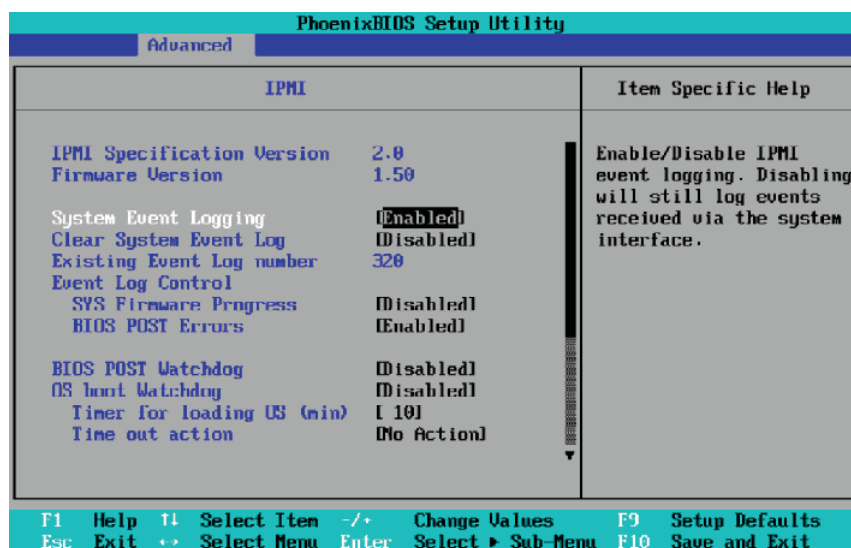 PhoenixBIOS Setup Utility
Advanced
IPMI
Item Specific Help
IPMI Specification Version 2.0
Firmware Version 1.50
System Event Logging [Enabled]
Clear System Event Log [Disabled]
Existing Event Log number 320
Event Log Control
SYS Firmware Progress [Disabled]
BIOS POST Errors [Enabled]
BIOS POST Watchdog [Disabled]
OS boot Watchdog [Disabled]
Timer for loading OS (min) [ 10]
Time out action [No Action]
Enable/Disable IPMI
event logging. Disabling
will still log events
received via the system
interface.
F1 Help ↑↓ Select Item -/+ Change Values F9 Setup Defaults
Esc Exit ↔ Select Menu Enter Select ▶ Sub-Menu F10 Save and Exit